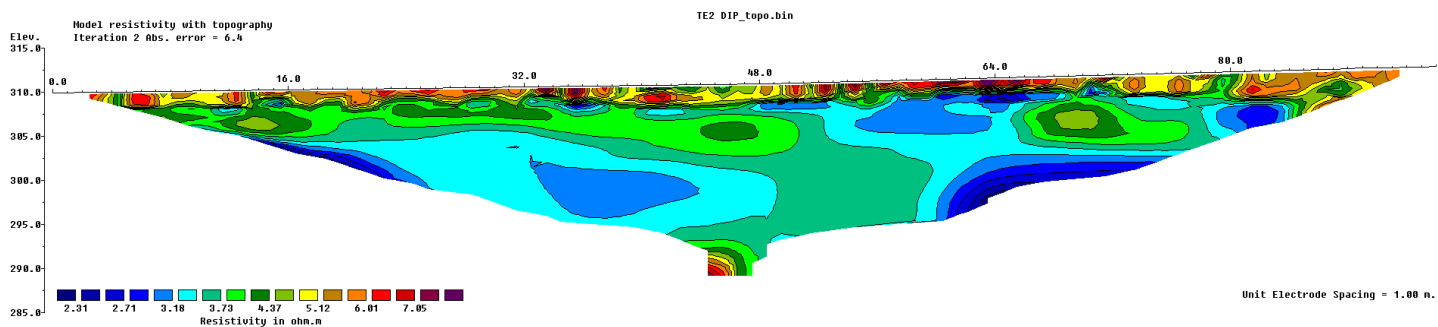 TE2 DIP_topo.bin
Model resistivity with topography
Iteration 2 Abs. error = 6.4
Elev.
315.0
0.0 16.0 32.0 48.0 64.0 80.0
310.0
305.0
300.0
295.0
290.0
285.0
2.31 2.71 3.18 3.73 4.37 5.12 6.01 7.05
Resistivity in ohm.m
Unit Electrode Spacing = 1.00 m.